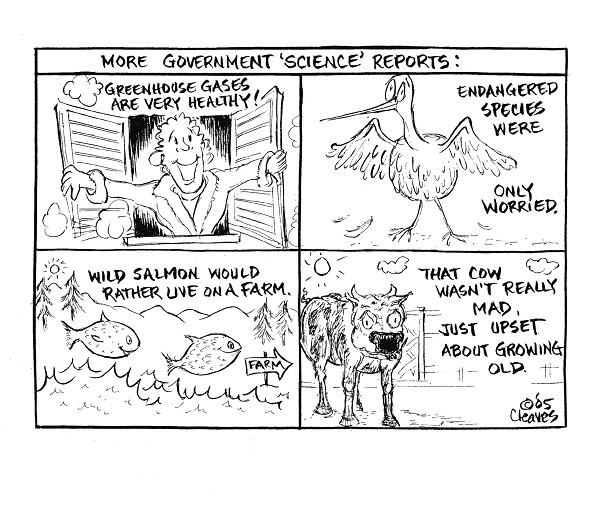 MORE GOVERNMENT 'SCIENCE' REPORTS:
GREENHOUSE GASES
ARE VERY HEALTHY!
ENDANGERED
SPECIES
WERE
ONLY
WORRIED.
WILD SALMON WOULD
RATHER LIVE ON A FARM.
FARM
THAT COW
WASN'T REALLY
MAD,
JUST UPSET
ABOUT GROWING
OLD.
©'05
Cleaves